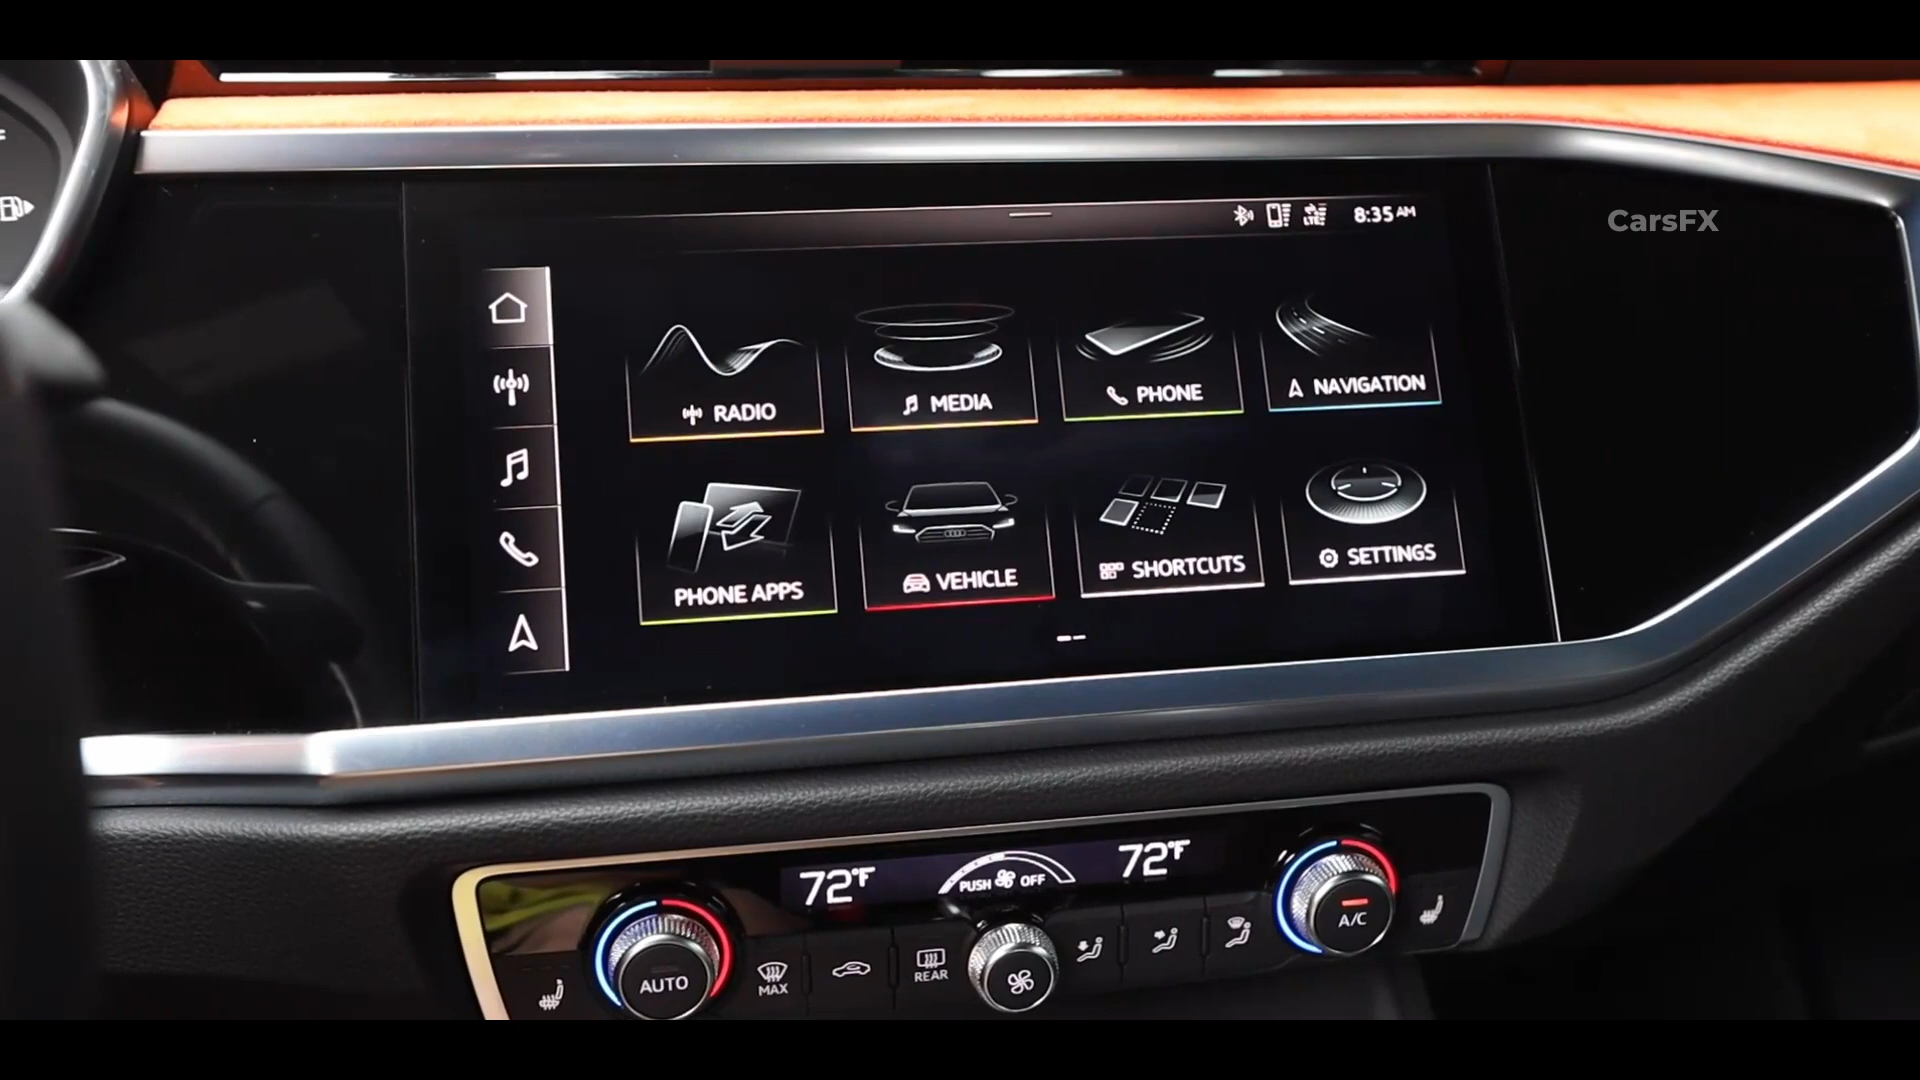 LTE 8:35 AM
CarsFX
RADIO
MEDIA
PHONE
NAVIGATION
PHONE APPS
VEHICLE
SHORTCUTS
SETTINGS
72°F
PUSH OFF
72°F
AUTO
MAX
REAR
A/C